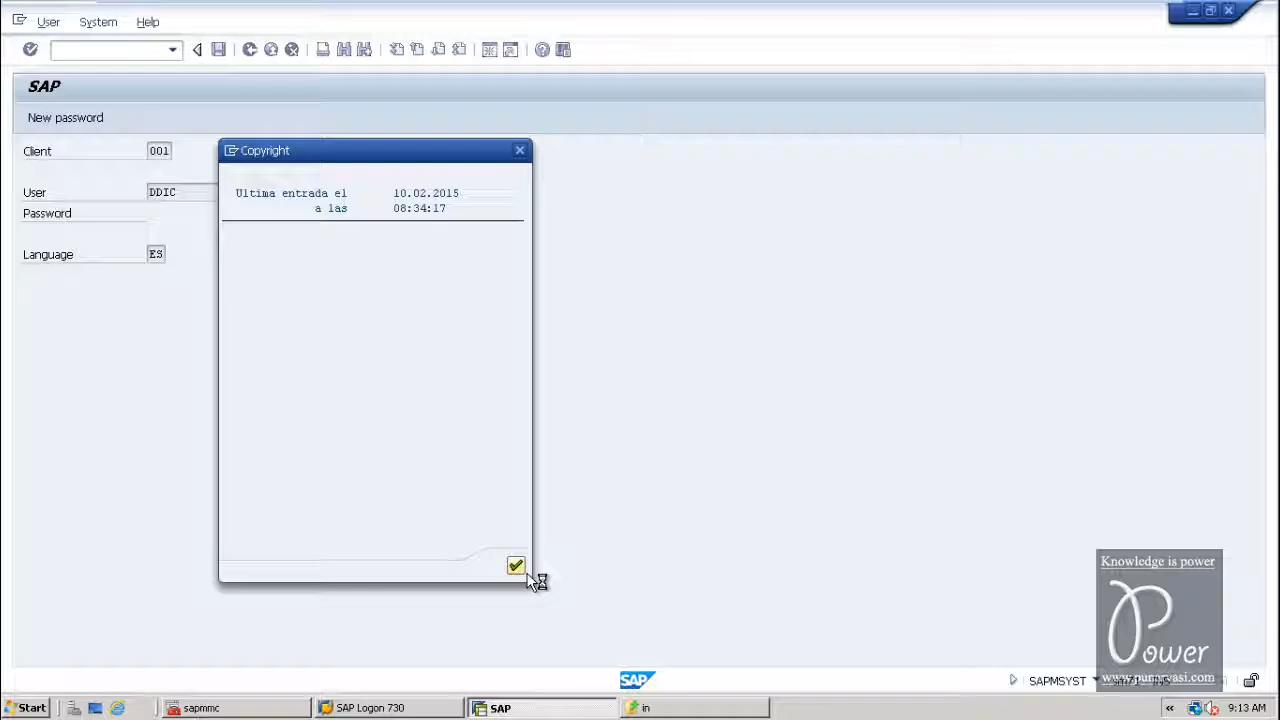 User System Help
SAP
New password
Client 001
Copyright
Ultima entrada el 10.02.2015
a las 08:34:17
User DDIC
Password
Language ES
Knowledge is power
Power
SAP
SAPMSYST
Start
sapmmc
SAP Logon 730
SAP
in
9:13 AM